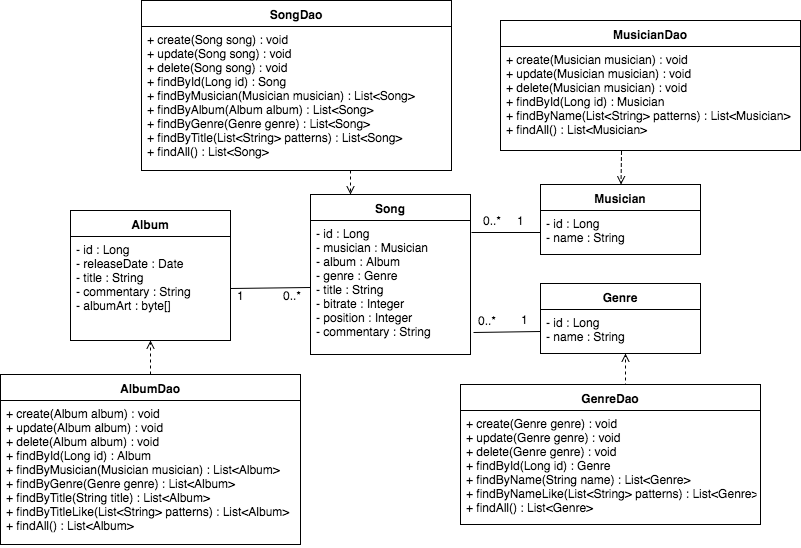 SongDao
+ create(Song song) : void
+ update(Song song) : void
+ delete(Song song) : void
+ findById(Long id) : Song
+ findByMusician(Musician musician) : List<Song>
+ findByAlbum(Album album) : List<Song>
+ findByGenre(Genre genre) : List<Song>
+ findByTitle(List<String> patterns) : List<Song>
+ findAll() : List<Song>
MusicianDao
+ create(Musician musician) : void
+ update(Musician musician) : void
+ delete(Musician musician) : void
+ findById(Long id) : Musician
+ findByName(List<String> patterns) : List<Musician>
+ findAll() : List<Musician>
Album
- id : Long
- releaseDate : Date
- title : String
- commentary : String
- albumArt : byte[]
1
0..*
Song
- id : Long
- musician : Musician
- album : Album
- genre : Genre
- title : String
- bitrate : Integer
- position : Integer
- commentary : String
0..*
1
Musician
- id : Long
- name : String
0..*
1
Genre
- id : Long
- name : String
AlbumDao
+ create(Album album) : void
+ update(Album album) : void
+ delete(Album album) : void
+ findById(Long id) : Album
+ findByMusician(Musician musician) : List<Album>
+ findByGenre(Genre genre) : List<Album>
+ findByTitle(String title) : List<Album>
+ findByTitleLike(List<String> patterns) : List<Album>
+ findAll() : List<Album>
GenreDao
+ create(Genre genre) : void
+ update(Genre genre) : void
+ delete(Genre genre) : void
+ findById(Long id) : Genre
+ findByName(String name) : List<Genre>
+ findByNameLike(List<String> patterns) : List<Genre>
+ findAll() : List<Genre>